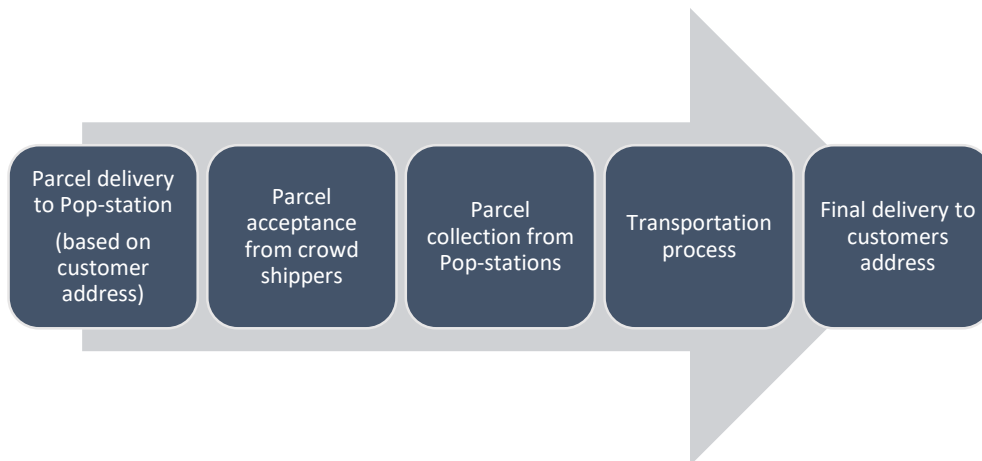 Parcel delivery
to Pop-station
(based on
customer
address)
Parcel
acceptance
from crowd
shippers
Parcel
collection from
Pop-stations
Transportation
process
Final delivery to
customers
address